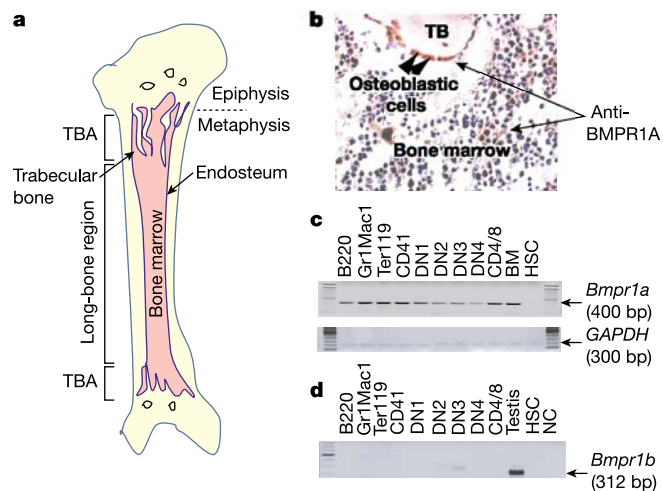 a
Epiphysis
Metaphysis
TBA
Trabecular
bone
Endosteum
Long-bone region
Bone marrow
TBA
b
TB
Osteoblastic
cells
Bone marrow
Anti-
BMPR1A
c
B220
Gr1Mac1
Ter119
CD41
DN1
DN2
DN3
DN4
CD4/8
BM
HSC
Bmpr1a
(400 bp)
GAPDH
(300 bp)
d
B220
Gr1Mac1
Ter119
CD41
DN1
DN2
DN3
DN4
CD4/8
Testis
HSC
NC
Bmpr1b
(312 bp)